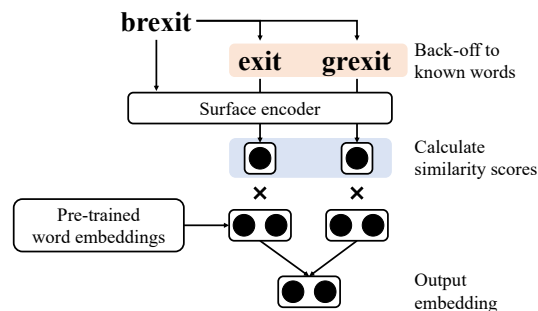 brexit
exit grexit
Back-off to
known words
Surface encoder
Calculate
similarity scores
× ×
Pre-trained
word embeddings
Output
embedding